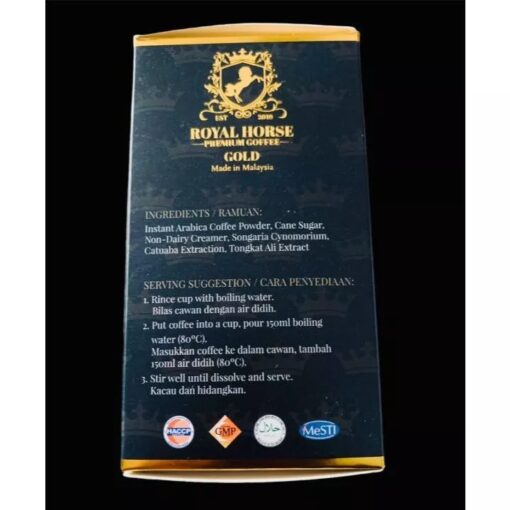 EST 2016
ROYAL HORSE
PREMIUM COFFEE
GOLD
Made in Malaysia
INGREDIENTS / RAMUAN:
Instant Arabica Coffee Powder, Cane Sugar,
Non-Dairy Creamer, Songaria Cynomorium,
Catuaba Extraction, Tongkat Ali Extract
SERVING SUGGESTION / CARA PENYEDIAAN:
1. Rince cup with boiling water.
Bilas cawan dengan air didih.
2. Put coffee into a cup, pour 150ml boiling
water (80°C).
Masukkan coffee ke dalam cawan, tambah
150ml air didih (80°C).
3. Stir well until dissolve and serve.
Kacau dan hidangkan.
HACCP GMP حلال MeSTI